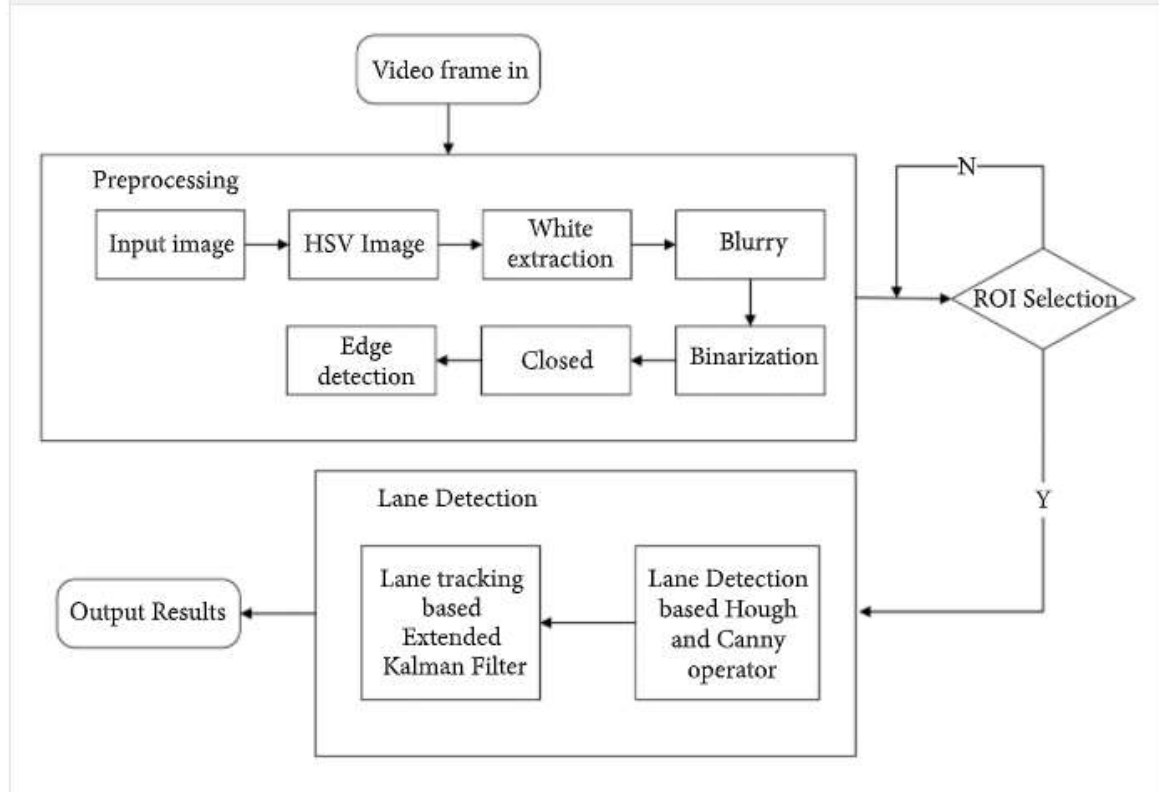 Video frame in
Preprocessing
Input image
HSV Image
White
extraction
Blurry
N
ROI Selection
Edge
detection
Closed
Binarization
Y
Lane Detection
Lane tracking
based
Extended
Kalman Filter
Lane Detection
based Hough
and Canny
operator
Output Results